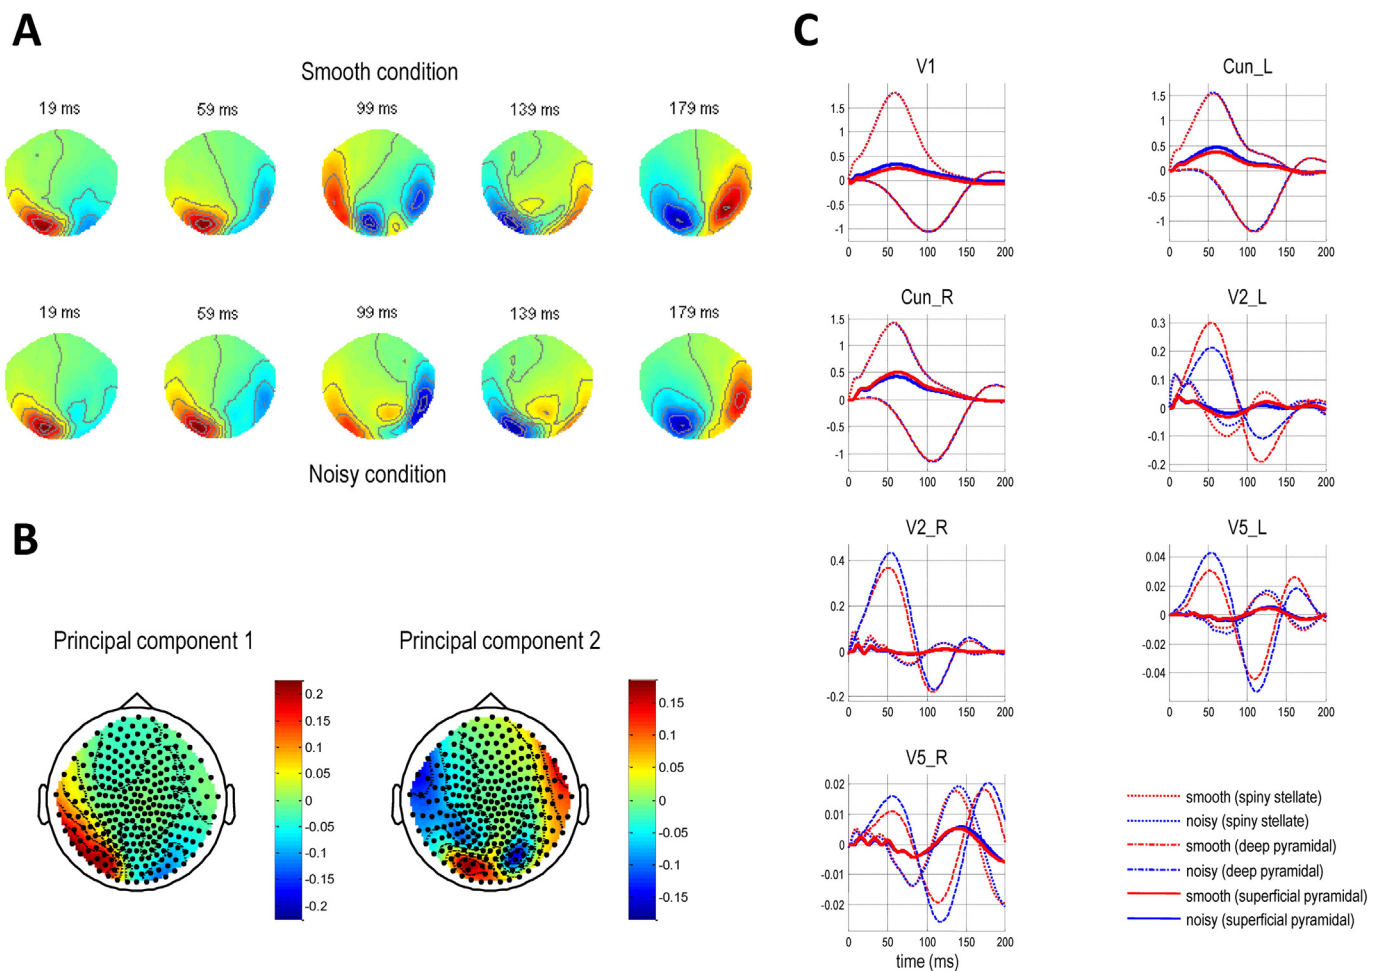 A
Smooth condition
19 ms 59 ms 99 ms 139 ms 179 ms
19 ms 59 ms 99 ms 139 ms 179 ms
Noisy condition
B
Principal component 1
0.2
0.15
0.1
0.05
0
-0.05
-0.1
-0.15
-0.2
Principal component 2
0.15
0.1
0.05
0
-0.05
-0.1
-0.15
C
V1
1.5
1
0.5
0
-0.5
-1
0 50 100 150 200
Cun_L
1.5
1
0.5
0
-0.5
-1
0 50 100 150 200
Cun_R
1.5
1
0.5
0
-0.5
-1
0 50 100 150 200
V2_L
0.3
0.2
0.1
0
-0.1
-0.2
0 50 100 150 200
V2_R
0.4
0.2
0
-0.2
0 50 100 150 200
V5_L
0.04
0.02
0
-0.02
-0.04
0 50 100 150 200
V5_R
0.02
0.01
0
-0.01
-0.02
0 50 100 150 200
time (ms)
smooth (spiny stellate)
noisy (spiny stellate)
smooth (deep pyramidal)
noisy (deep pyramidal)
smooth (superficial pyramidal)
noisy (superficial pyramidal)